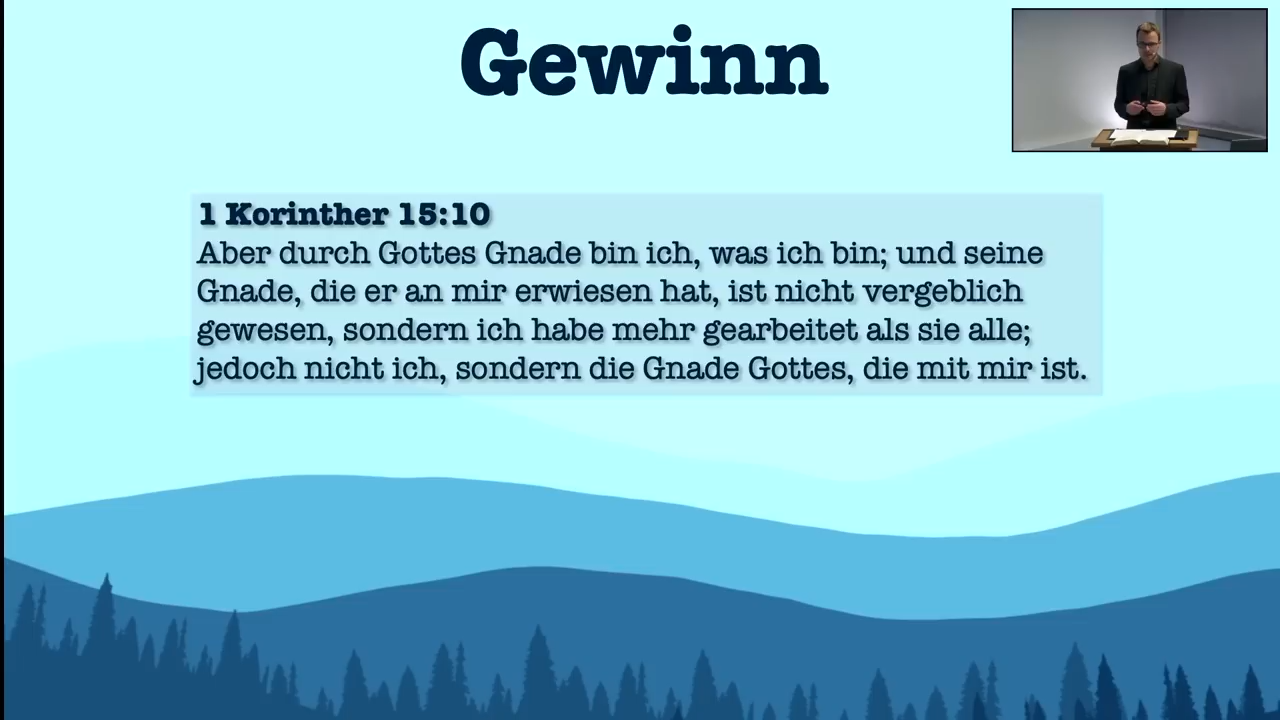 Gewinn
1 Korinther 15:10
Aber durch Gottes Gnade bin ich, was ich bin; und seine
Gnade, die er an mir erwiesen hat, ist nicht vergeblich
gewesen, sondern ich habe mehr gearbeitet als sie alle;
jedoch nicht ich, sondern die Gnade Gottes, die mit mir ist.